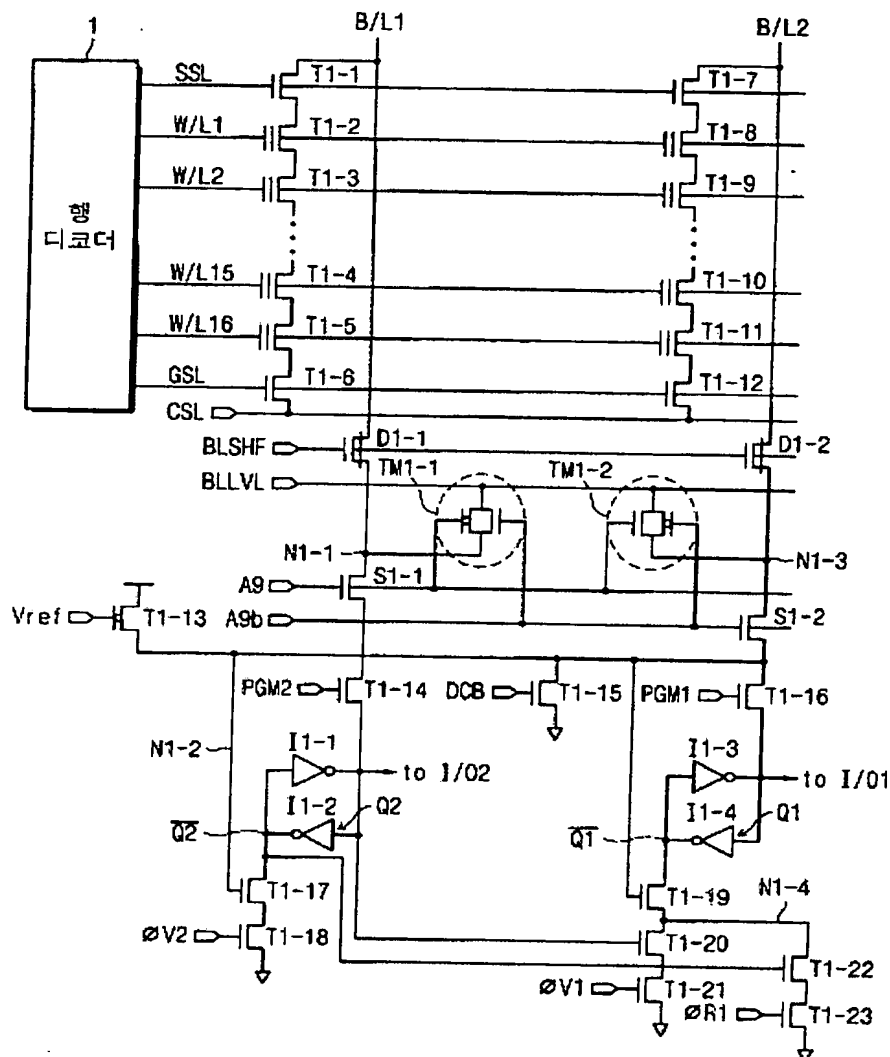 1
B/L1
B/L2
SSL
T1-1
T1-7
W/L1
T1-2
T1-8
W/L2
T1-3
T1-9
행
디코더
W/L15
T1-4
T1-10
W/L16
T1-5
T1-11
GSL
T1-6
T1-12
CSL
BLSHF
D1-1
D1-2
TM1-1
TM1-2
BLLVL
N1-1
N1-3
A9
S1-1
A9b
S1-2
Vref
T1-13
PGM2
T1-14
DCB
T1-15
PGM1
T1-16
N1-2
I1-1
I1-3
to I/O2
to I/O1
I1-2
Q2
I1-4
Q1
Q2
Q1
T1-17
T1-19
N1-4
ØV2
T1-18
T1-20
T1-22
ØV1
T1-21
ØR1
T1-23